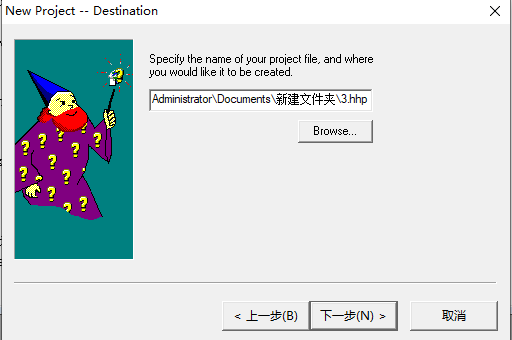 New Project -- Destination
Specify the name of your project file, and where
you would like it to be created.
Administrator\Documents\新建文件夹\3.hhp
Browse...
< 上一步(B)
下一步(N) >
取消